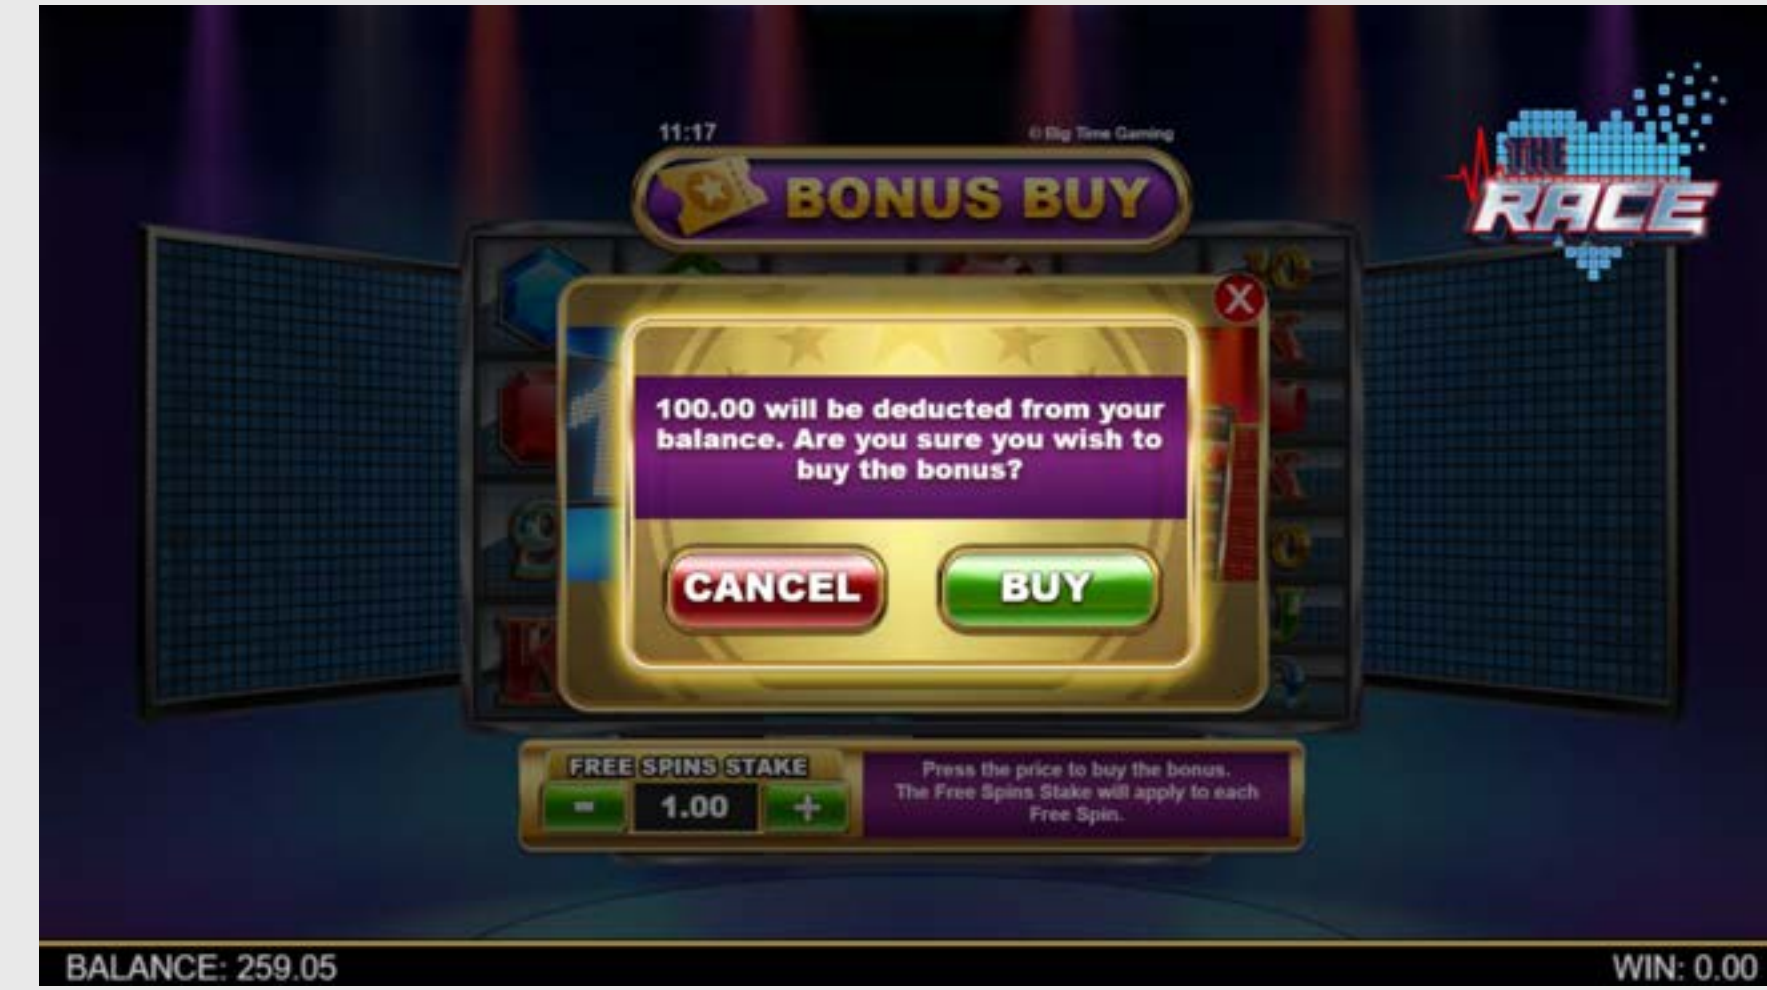 11:17
© Big Time Gaming
BONUS BUY
THE
RACE
X
100.00 will be deducted from your
balance. Are you sure you wish to
buy the bonus?
CANCEL
BUY
FREE SPINS STAKE
- 1.00 +
Press the price to buy the bonus.
The Free Spins Stake will apply to each
Free Spin.
BALANCE: 259.05
WIN: 0.00